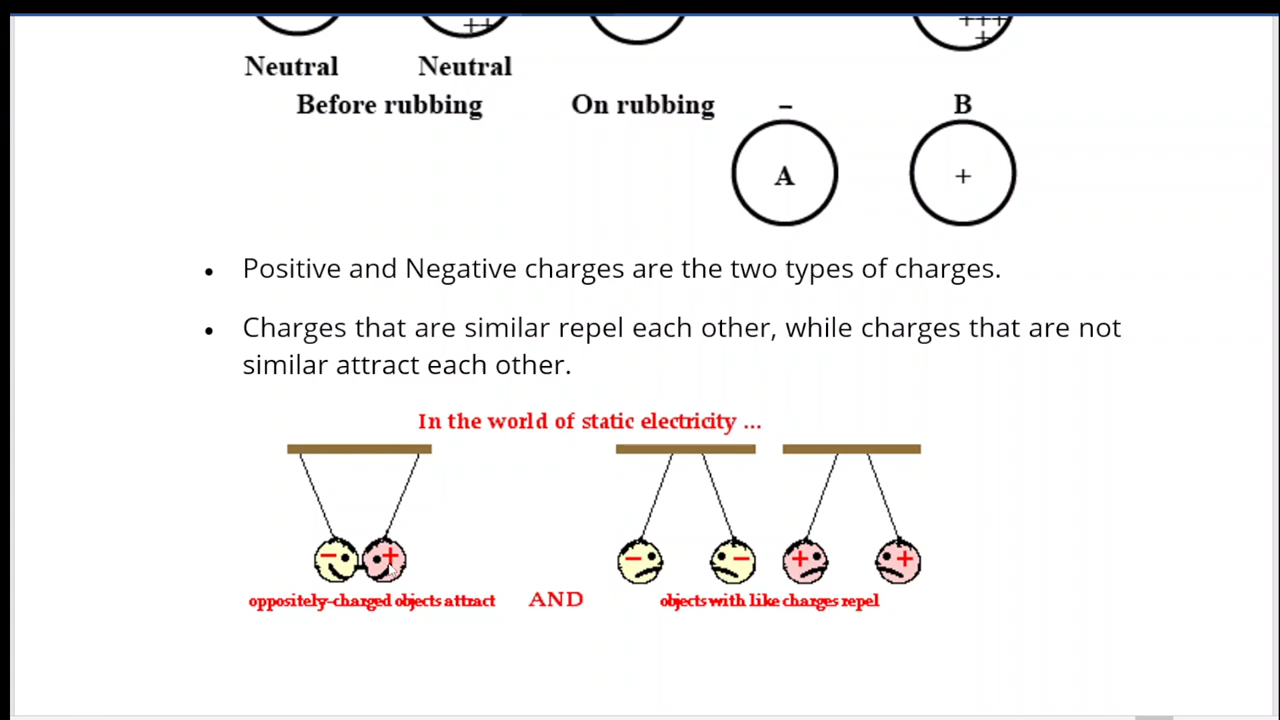 ++
+++
+
Neutral Neutral
Before rubbing On rubbing – B
A +
• Positive and Negative charges are the two types of charges.
• Charges that are similar repel each other, while charges that are not
similar attract each other.
In the world of static electricity ...
– + – – + +
oppositely-charged objects attract AND objects with like charges repel